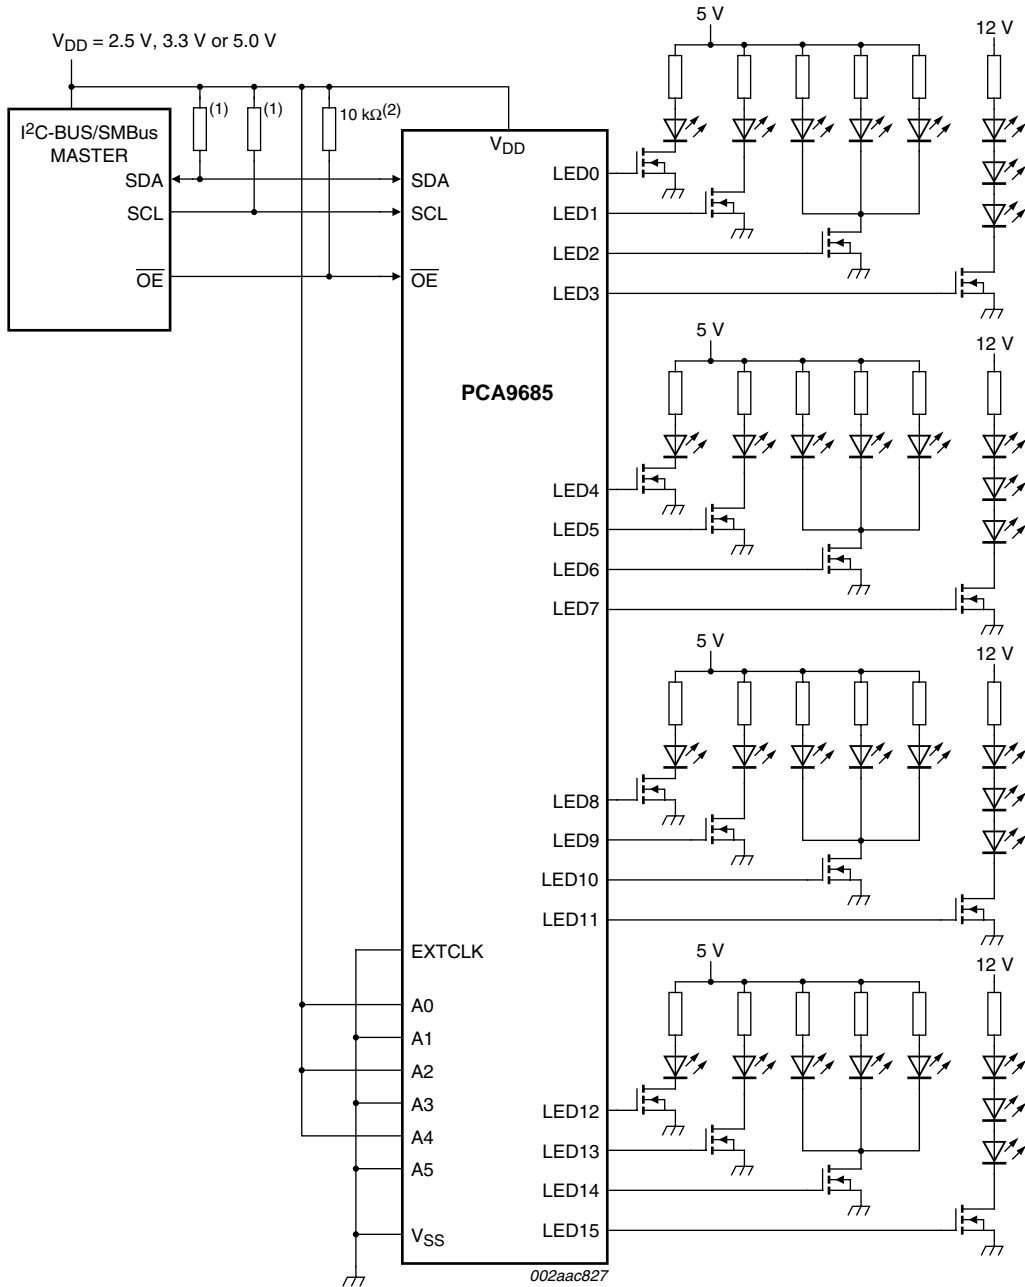 V_DD = 2.5 V, 3.3 V or 5.0 V
5 V
12 V
(1)
(1)
10 kΩ(2)
I²C-BUS/SMBus
MASTER
SDA
SCL
OE
V_DD
SDA
SCL
OE
PCA9685
LED0
LED1
LED2
LED3
5 V
12 V
LED4
LED5
LED6
LED7
5 V
12 V
LED8
LED9
LED10
LED11
5 V
12 V
LED12
LED13
LED14
LED15
EXTCLK
A0
A1
A2
A3
A4
A5
V_SS
002aac827